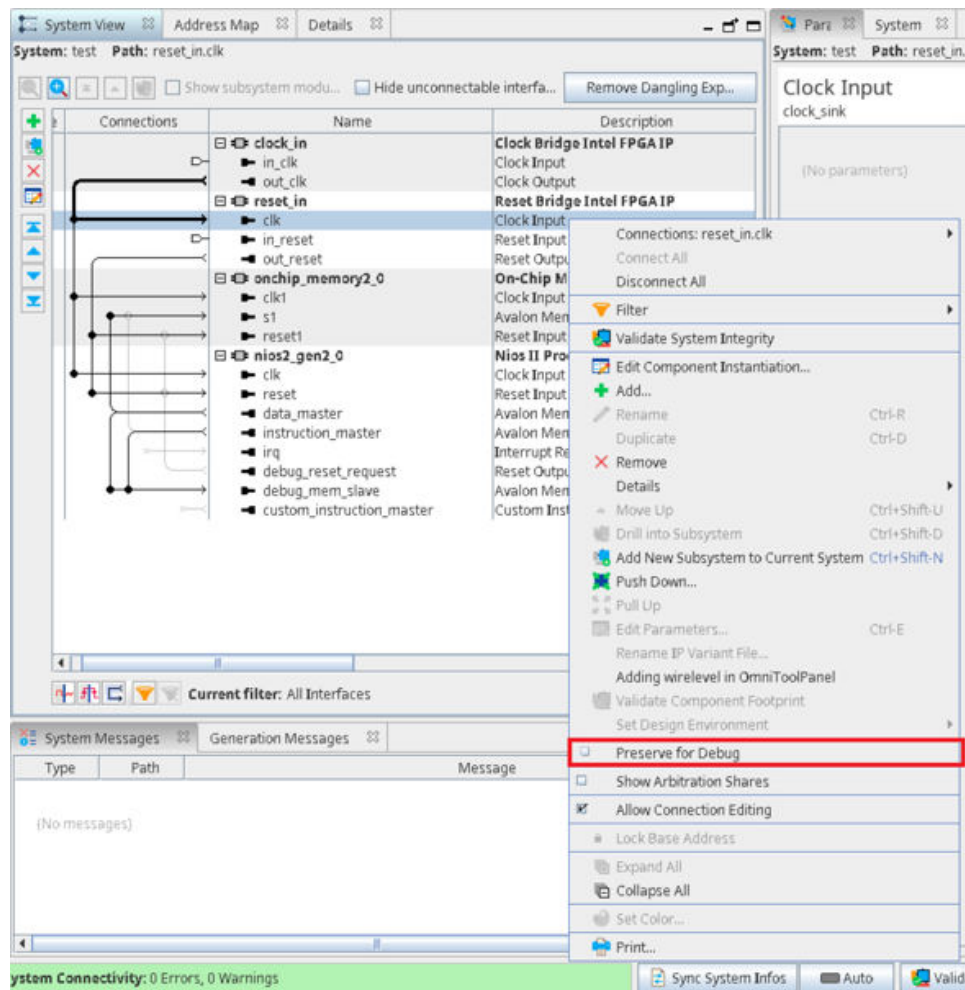 System View Address Map Details
System: test Path: reset_in.clk
Show subsystem modu... Hide unconnectable interfa... Remove Dangling Exp...
Connections Name Description
clock_in Clock Bridge Intel FPGA IP
in_clk Clock Input
out_clk Clock Output
reset_in Reset Bridge Intel FPGA IP
clk Clock Input
in_reset Reset Input
out_reset Reset Outpu
onchip_memory2_0 On-Chip M
clk1 Clock Input
s1 Avalon Men
reset1 Reset Input
nios2_gen2_0 Nios II Pro
clk Clock Input
reset Reset Input
data_master Avalon Men
instruction_master Avalon Men
irq Interrupt Re
debug_reset_request Reset Outpu
debug_mem_slave Avalon Men
custom_instruction_master Custom Inst
Current filter: All Interfaces
System Messages Generation Messages
Type Path Message
(No messages)
System
System: test Path: reset_in.
Clock Input
clock_sink
(No parameters)
Connections: reset_in.clk
Connect All
Disconnect All
Filter
Validate System Integrity
Edit Component Instantiation...
Add...
Rename Ctrl-R
Duplicate Ctrl-D
Remove
Details
Move Up Ctrl+Shift-U
Drill into Subsystem Ctrl+Shift-D
Add New Subsystem to Current System Ctrl+Shift-N
Push Down...
Pull Up
Edit Parameters... Ctrl-E
Rename IP Variant File...
Adding wirelevel in OmniToolPanel
Validate Component Footprint
Set Design Environment
Preserve for Debug
Show Arbitration Shares
Allow Connection Editing
Lock Base Address
Expand All
Collapse All
Set Color...
Print...
ystem Connectivity: 0 Errors, 0 Warnings
Sync System Infos Auto Valid